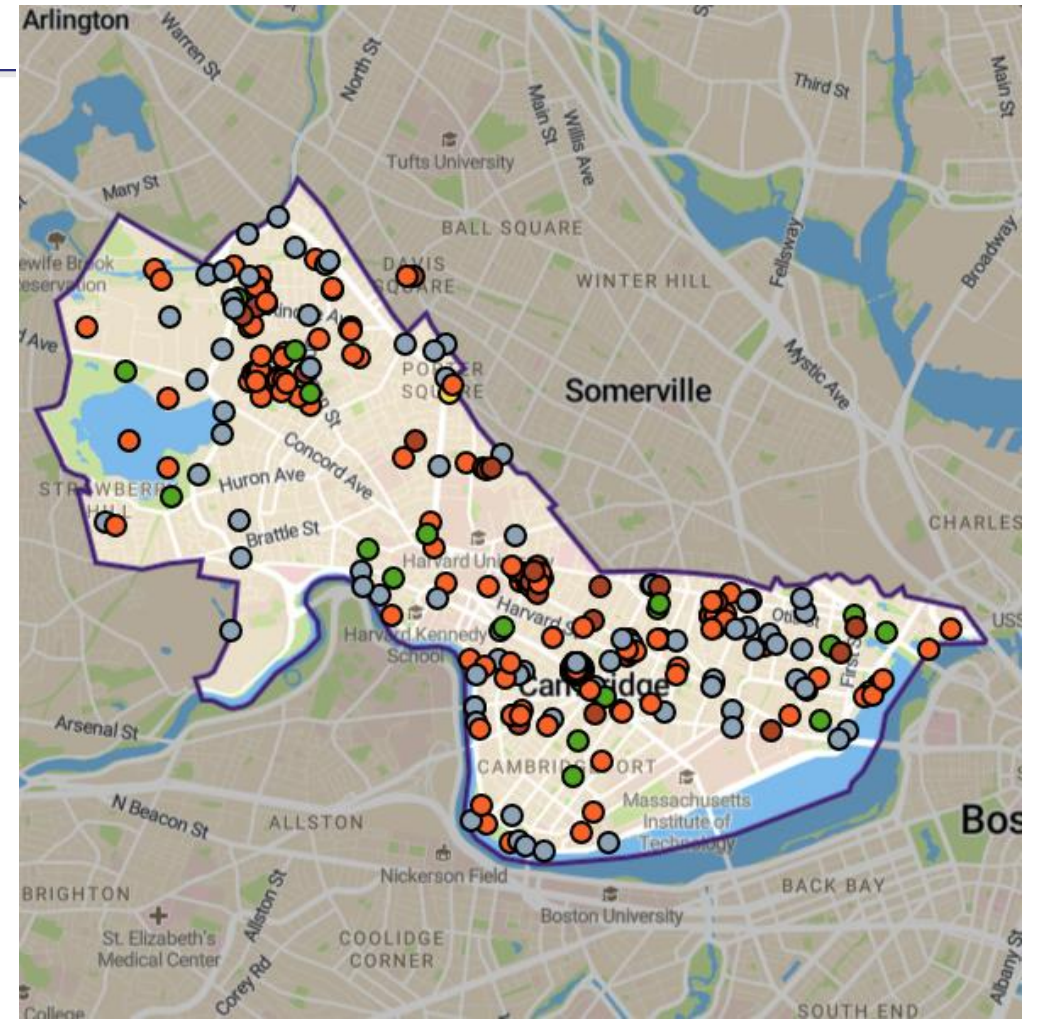 Arlington
Warren St
North St
Main St
Willis Ave
Third St
Main St
Tufts University
Mary St
BALL SQUARE
Fellsway
Broadway
DAVIS
SQUARE
WINTER HILL
Mystic Ave
Somerville
Concord Ave
Huron Ave
Brattle St
CHARLES
Harvard
Harvard Kennedy
School
First S
Arsenal St
N Beacon St
ALLSTON
Massachusetts
Institute of
Technology
Bos
Nickerson Field
BACK BAY
BRIGHTON
Allston St
Boston University
St. Elizabeth's
Medical Center
COOLIDGE
CORNER
Corey Rd
Albany St
College
SOUTH END